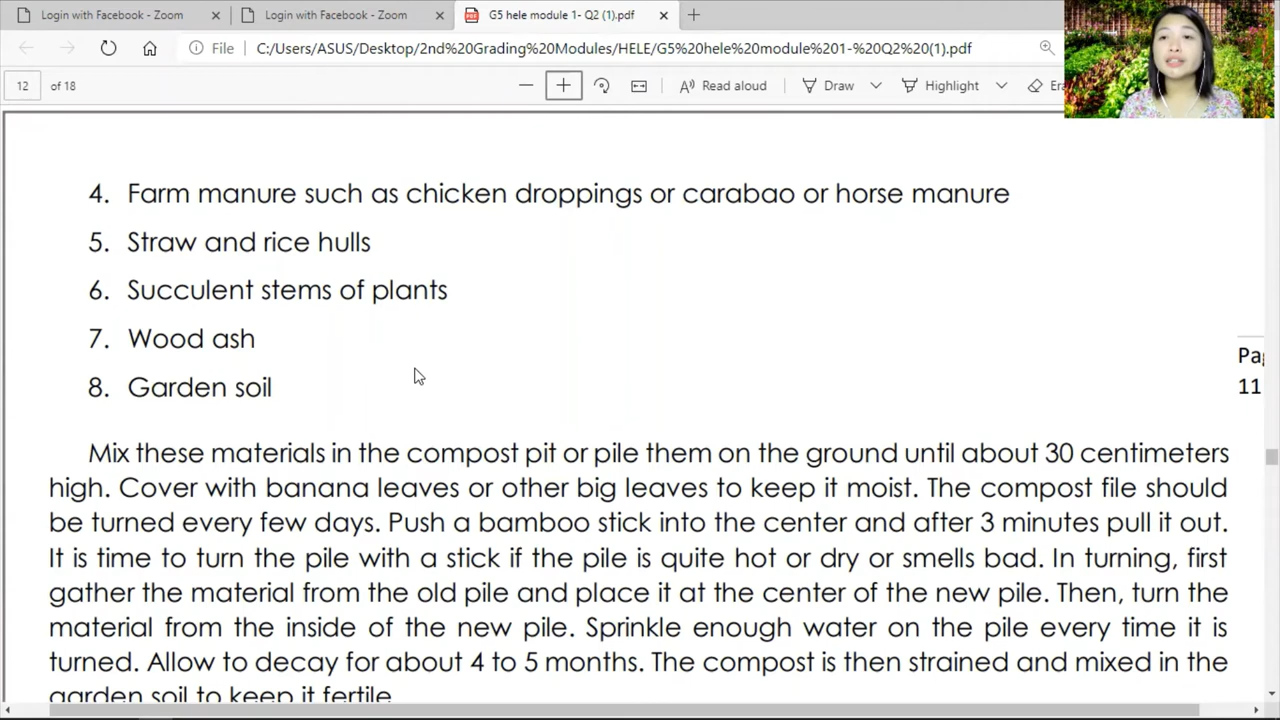 Login with Facebook - Zoom
Login with Facebook - Zoom
G5 hele module 1- Q2 (1).pdf
File
C:/Users/ASUS/Desktop/2nd%20Grading%20Modules/HELE/G5%20hele%20module%201-%20Q2%20(1).pdf
12 of 18
Read aloud
Draw
Highlight
Era
4. Farm manure such as chicken droppings or carabao or horse manure
5. Straw and rice hulls
6. Succulent stems of plants
7. Wood ash
8. Garden soil
Pag
11
Mix these materials in the compost pit or pile them on the ground until about 30 centimeters
high. Cover with banana leaves or other big leaves to keep it moist. The compost file should
be turned every few days. Push a bamboo stick into the center and after 3 minutes pull it out.
It is time to turn the pile with a stick if the pile is quite hot or dry or smells bad. In turning, first
gather the material from the old pile and place it at the center of the new pile. Then, turn the
material from the inside of the new pile. Sprinkle enough water on the pile every time it is
turned. Allow to decay for about 4 to 5 months. The compost is then strained and mixed in the
garden soil to keep it fertile